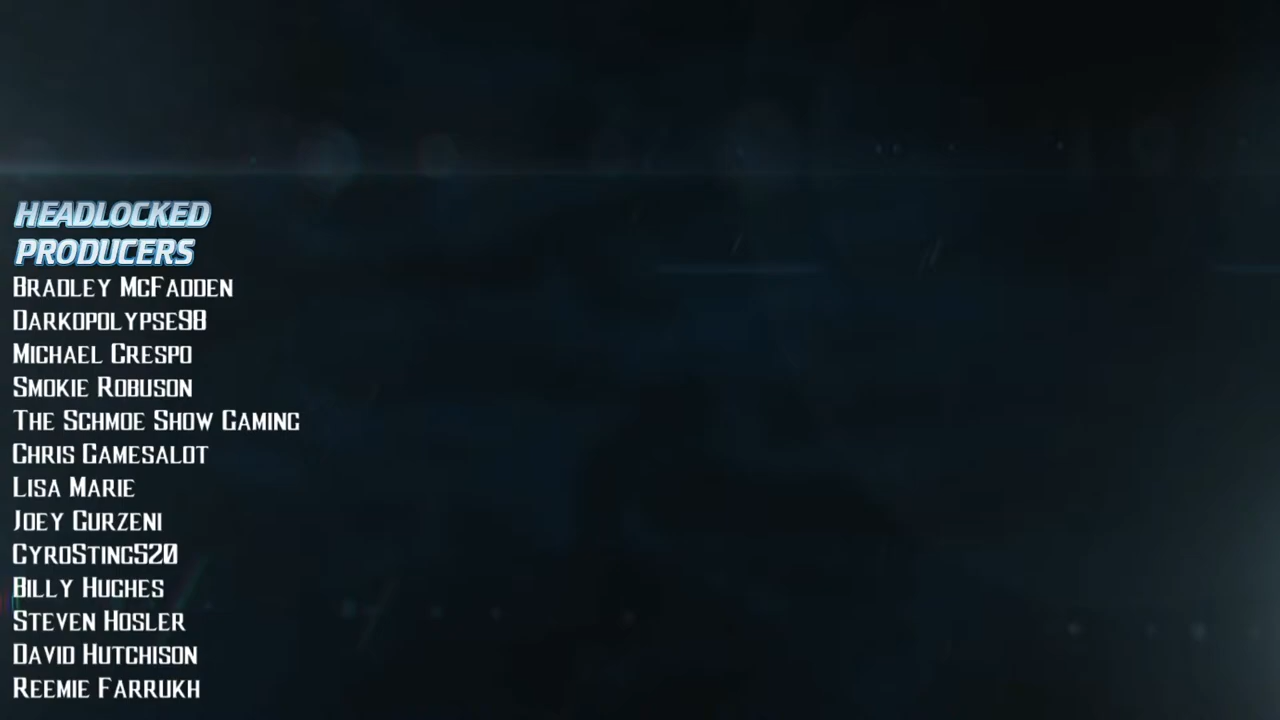 HEADLOCKED
PRODUCERS
BRADLEY MCFADDEN
DARKOPOLYPSE98
MICHAEL CRESPO
SMOKIE ROBUSON
THE SCHMOE SHOW GAMING
CHRIS GAMESALOT
LISA MARIE
JOEY GURZENI
CYROSTING520
BILLY HUGHES
STEVEN HOSLER
DAVID HUTCHISON
REEMIE FARRUKH